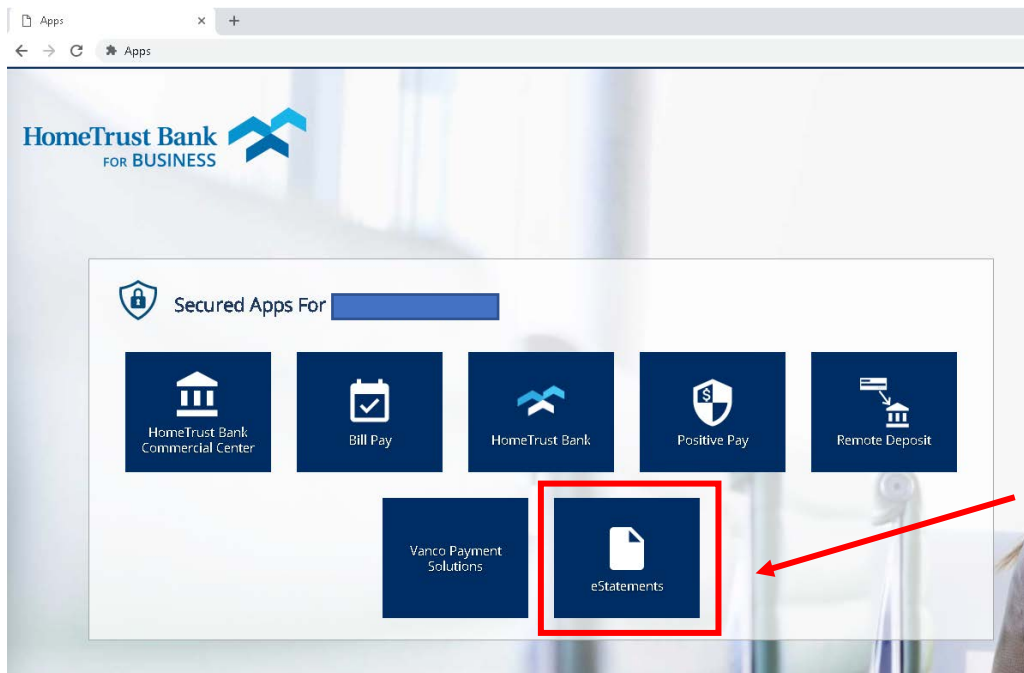 Apps
Apps
HomeTrust Bank
FOR BUSINESS
Secured Apps For
HomeTrust Bank
Commercial Center
Bill Pay
HomeTrust Bank
$
Positive Pay
Remote Deposit
Vanco Payment
Solutions
eStatements